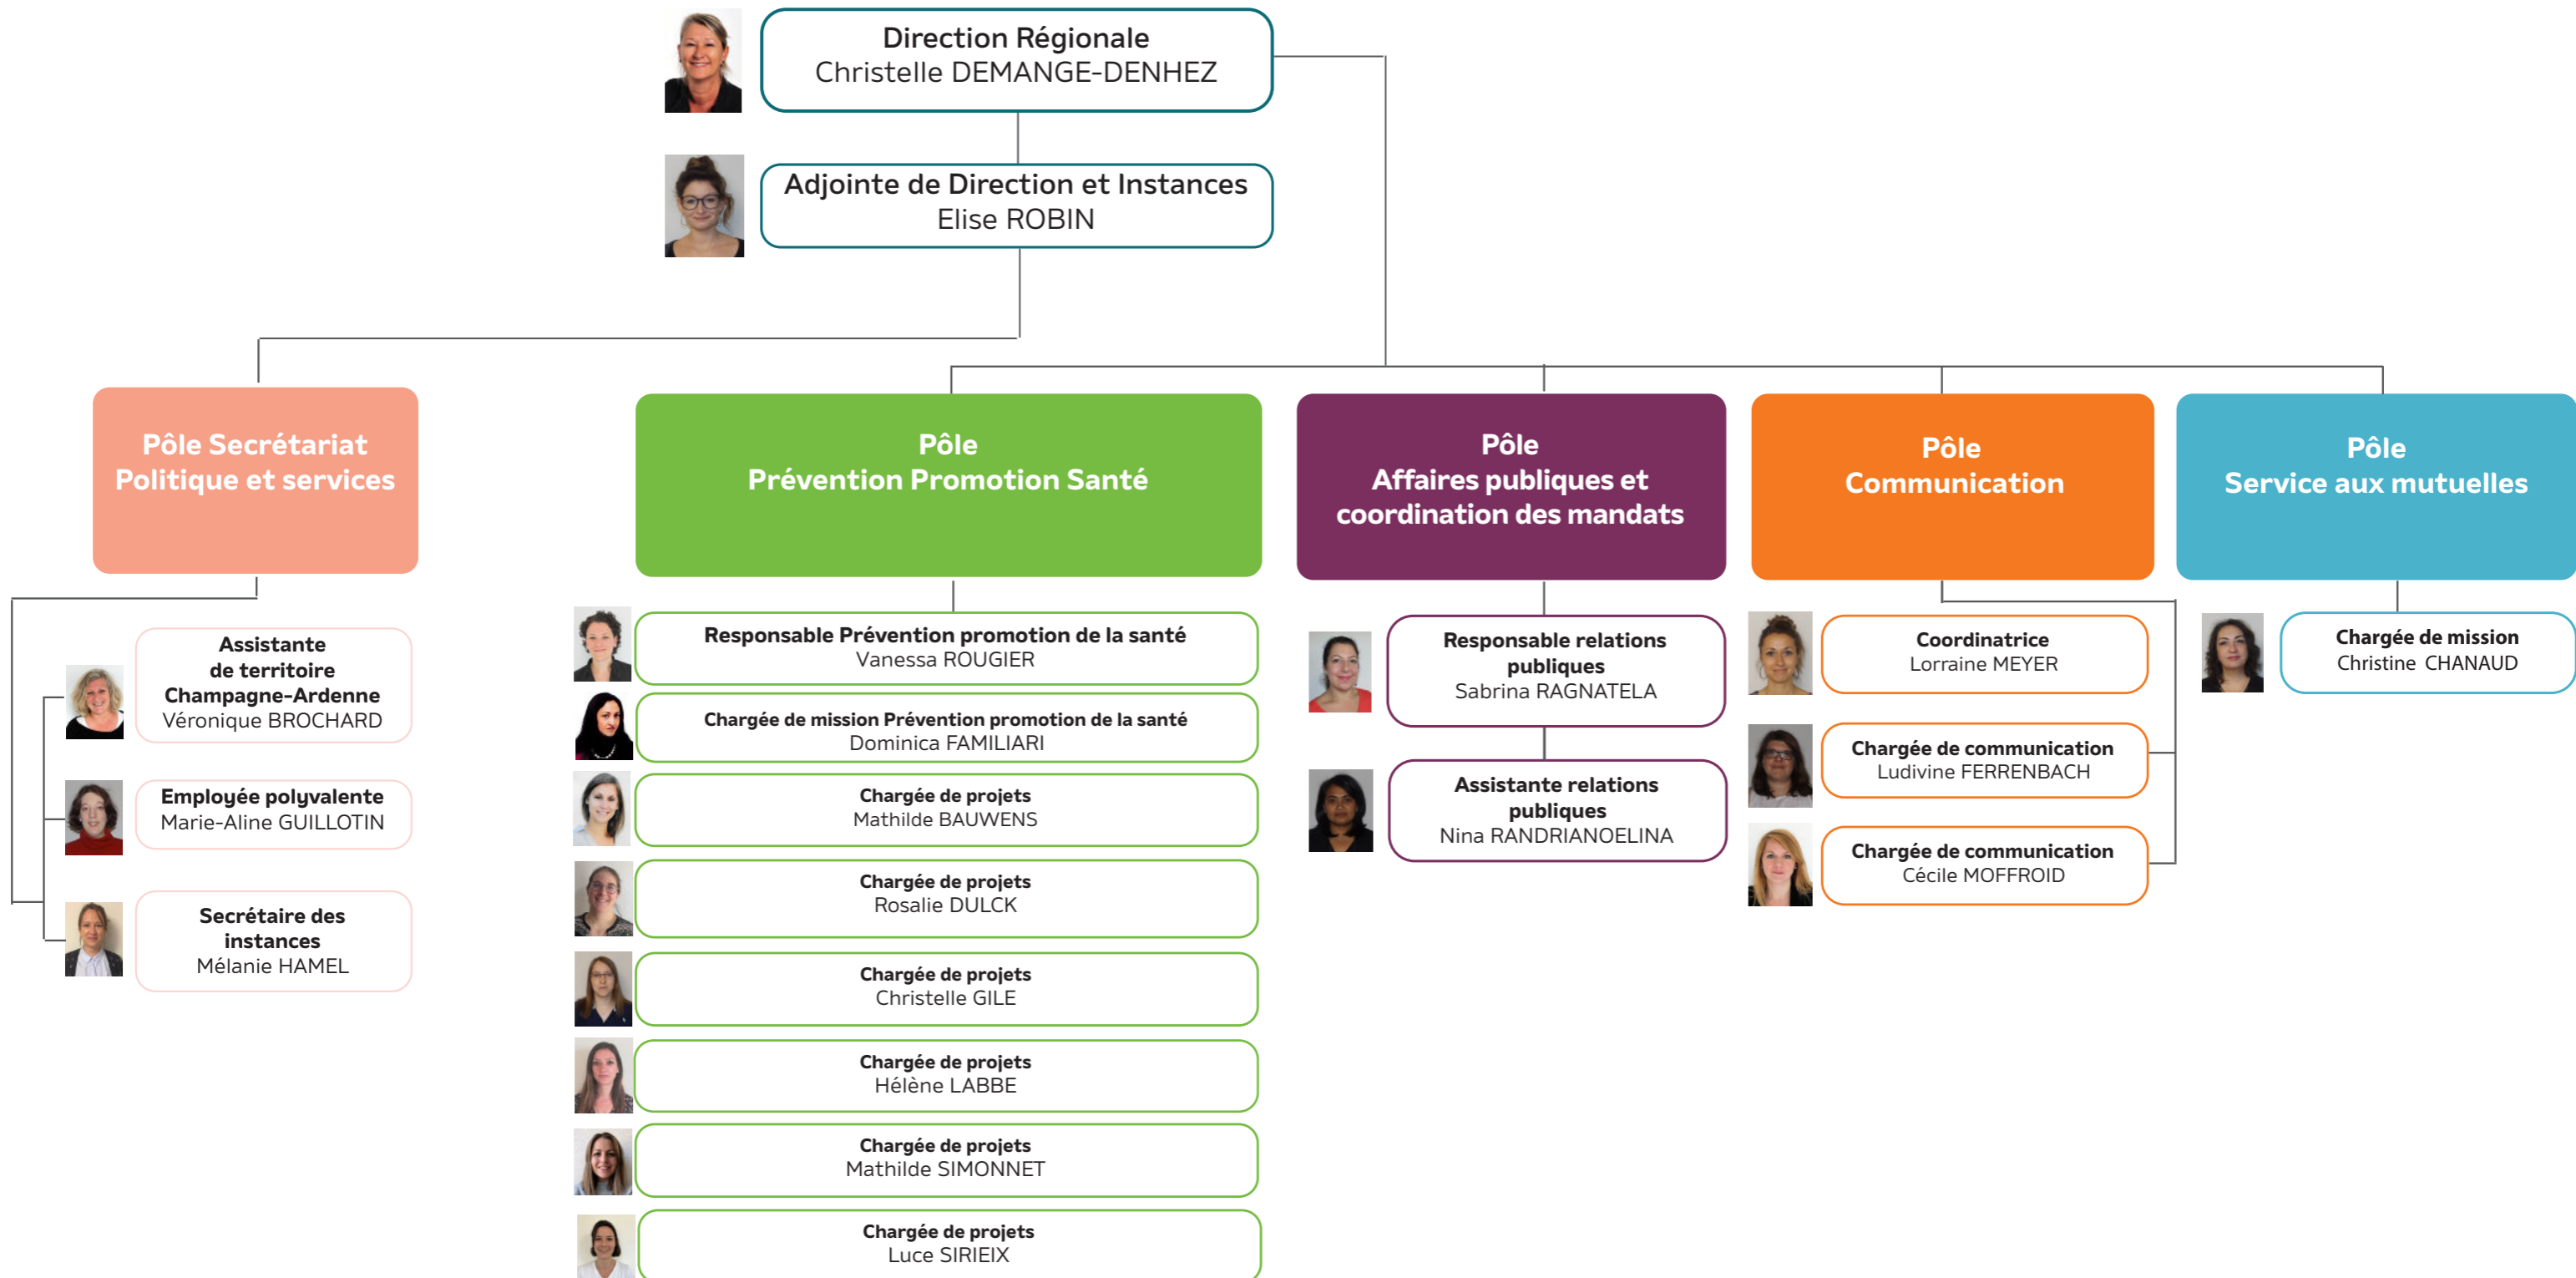 Direction Régionale
Christelle DEMANGE-DENHEZ
Adjointe de Direction et Instances
Elise ROBIN
Pôle Secrétariat
Politique et services
Assistante
de territoire
Champagne-Ardenne
Véronique BROCHARD
Employée polyvalente
Marie-Aline GUILLOTIN
Secrétaire des
instances
Mélanie HAMEL
Pôle
Prévention Promotion Santé
Responsable Prévention promotion de la santé
Vanessa ROUGIER
Chargée de mission Prévention promotion de la santé
Dominica FAMILIARI
Chargée de projets
Mathilde BAUWENS
Chargée de projets
Rosalie DULCK
Chargée de projets
Christelle GILE
Chargée de projets
Hélène LABBE
Chargée de projets
Mathilde SIMONNET
Chargée de projets
Luce SIRIEIX
Pôle
Affaires publiques et
coordination des mandats
Responsable relations
publiques
Sabrina RAGNATELA
Assistante relations
publiques
Nina RANDRIANOELINA
Pôle
Communication
Coordinatrice
Lorraine MEYER
Chargée de communication
Ludivine FERRENBACH
Chargée de communication
Cécile MOFFROID
Pôle
Service aux mutuelles
Chargée de mission
Christine CHANAUD